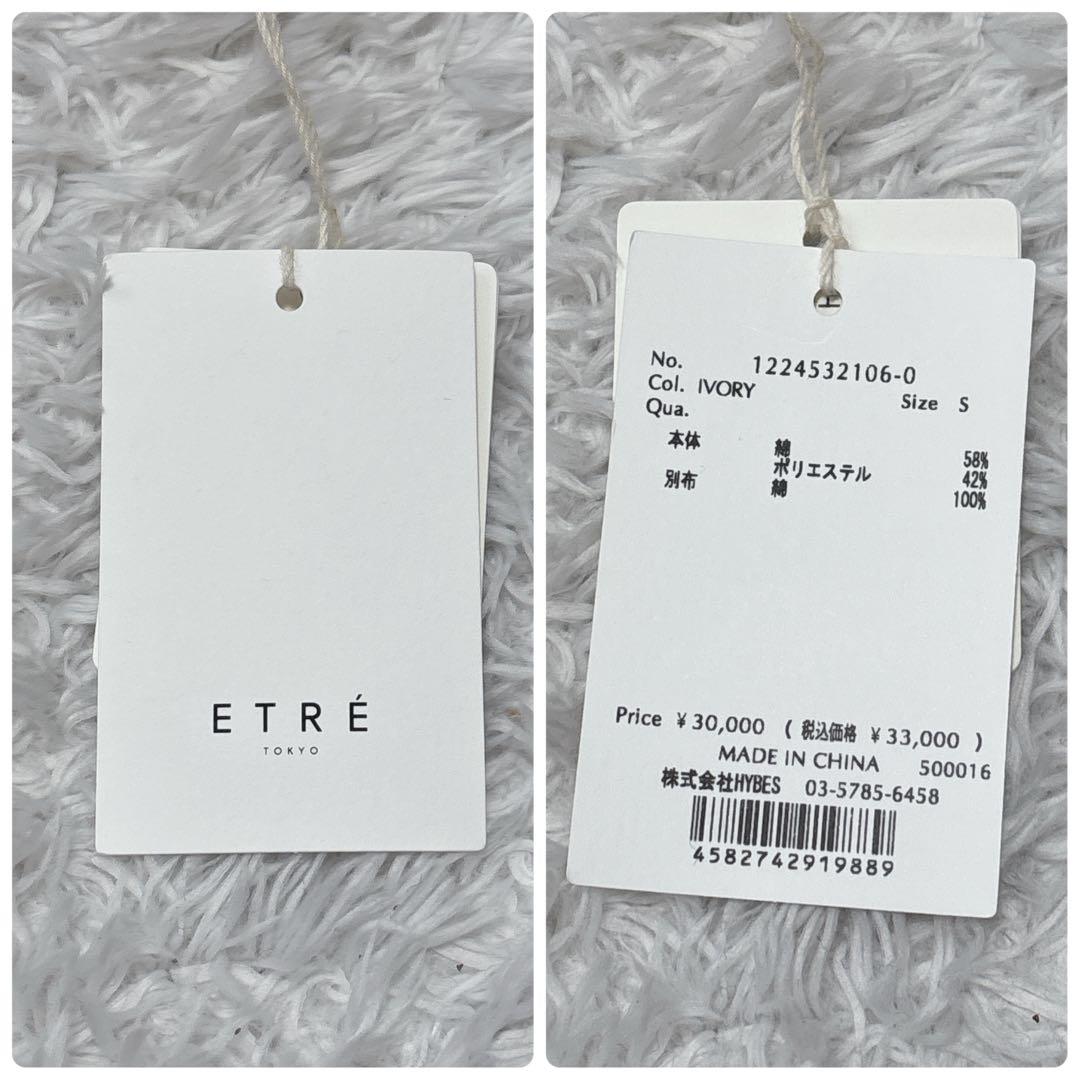 ETRÉ
TOKYO
No. 1224532106-0
Col. IVORY Size S
Qua.
本体 綿 58%
ポリエステル 42%
別布 綿 100%
Price ￥30,000 ( 税込価格 ￥33,000 )
MADE IN CHINA 500016
株式会社HYBES 03-5785-6458
4582742919889